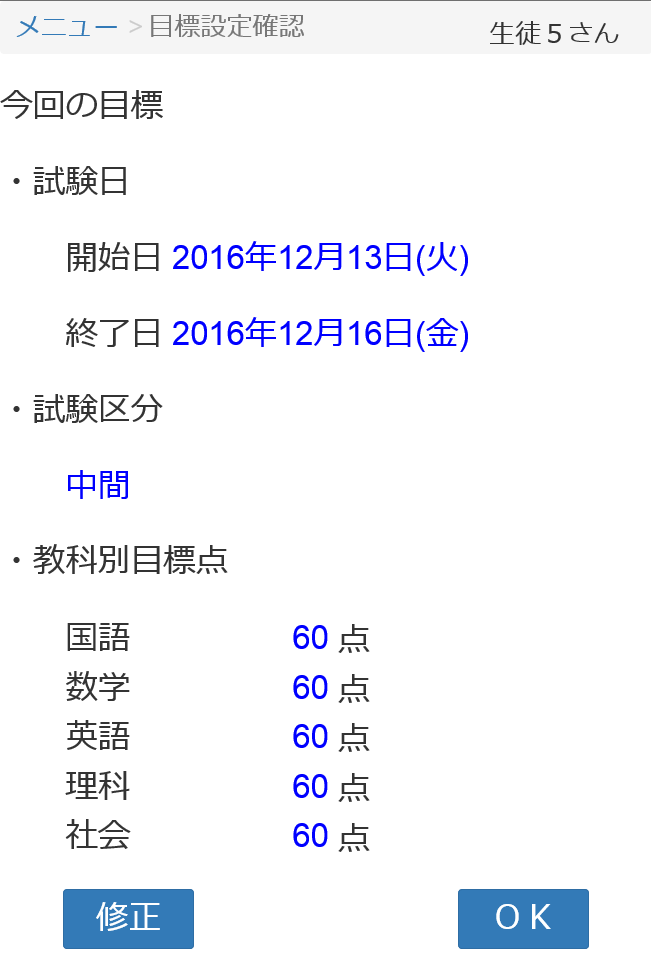 メニュー > 目標設定確認 生徒５さん
今回の目標
・試験日
開始日 2016年12月13日(火)
終了日 2016年12月16日(金)
・試験区分
中間
・教科別目標点
国語 60 点
数学 60 点
英語 60 点
理科 60 点
社会 60 点
修正 ＯＫ